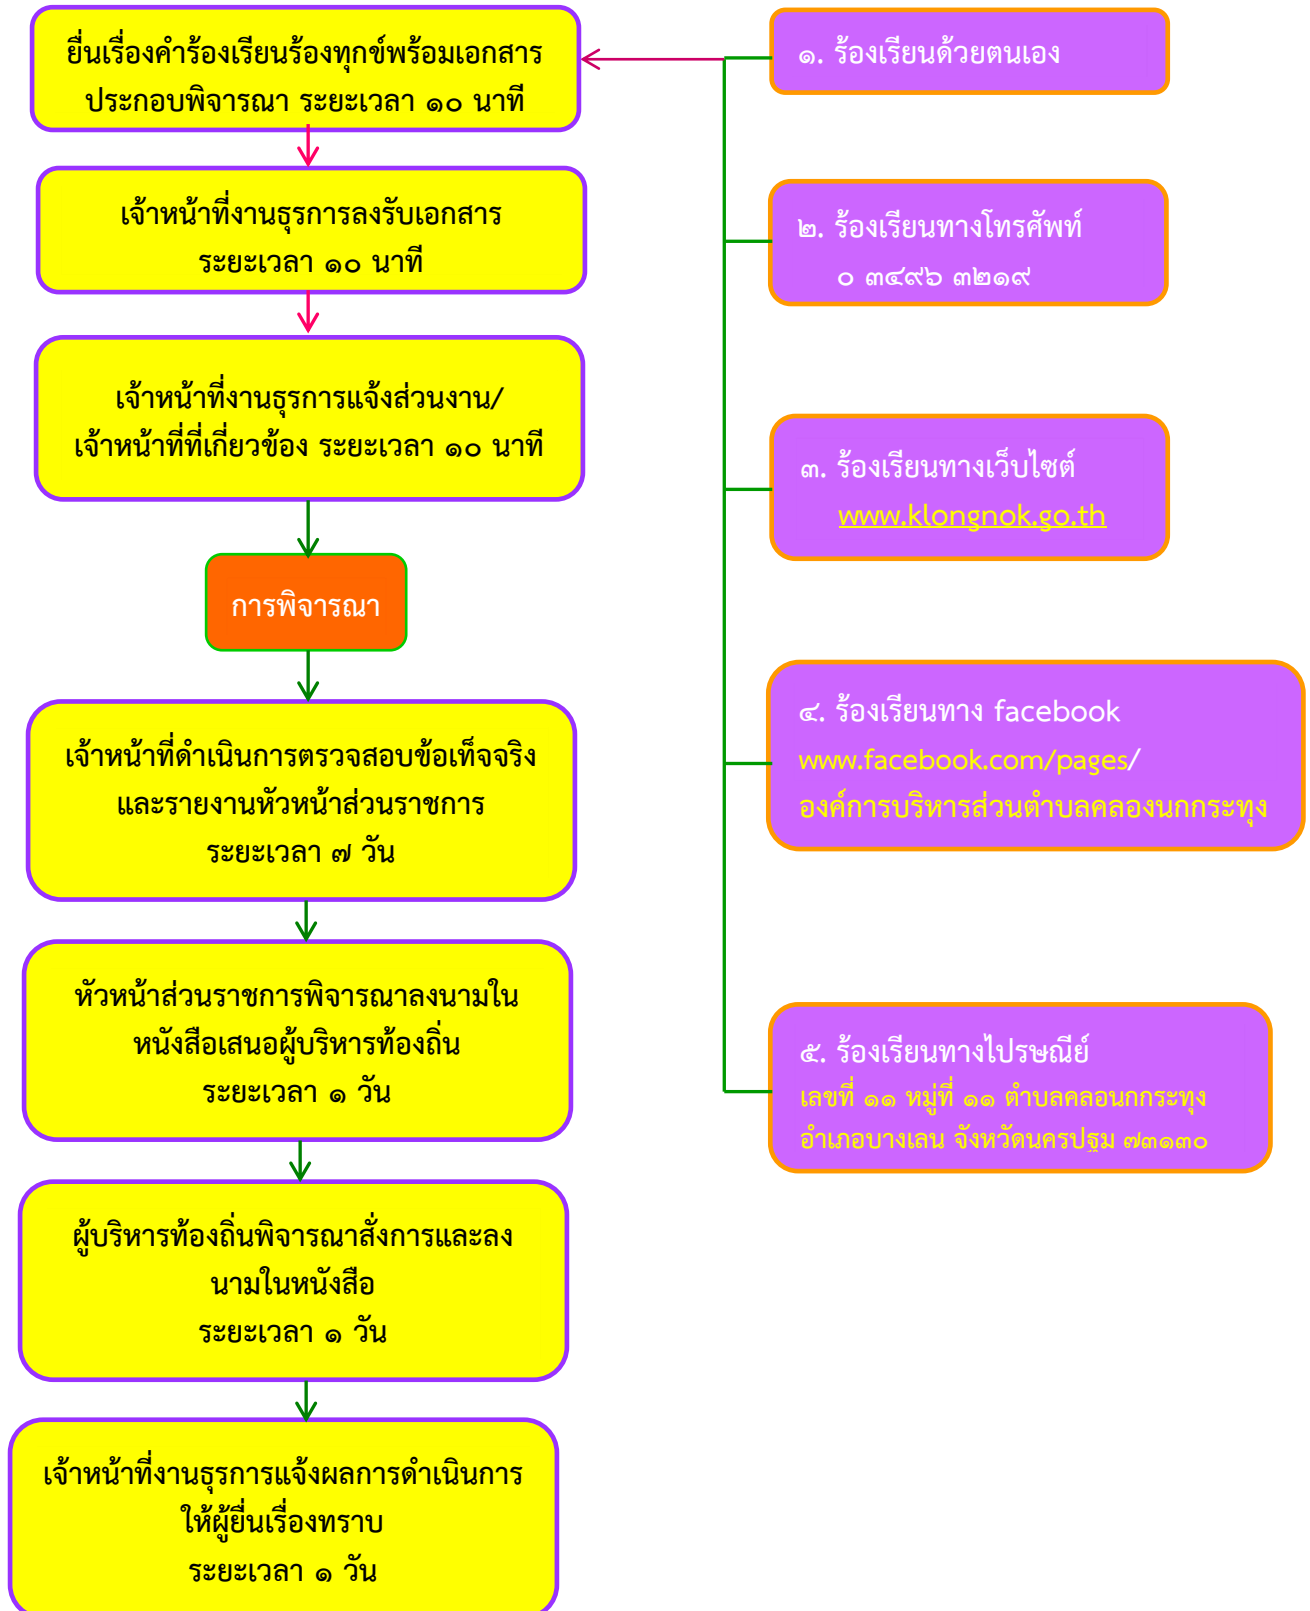 ยื่นเรื่องคำร้องเรียนร้องทุกข์พร้อมเอกสาร
ประกอบพิจารณา ระยะเวลา ๑๐ นาที
เจ้าหน้าที่งานธุรการลงรับเอกสาร
ระยะเวลา ๑๐ นาที
เจ้าหน้าที่งานธุรการแจ้งส่วนงาน/
เจ้าหน้าที่ที่เกี่ยวข้อง ระยะเวลา ๑๐ นาที
การพิจารณา
เจ้าหน้าที่ดำเนินการตรวจสอบข้อเท็จจริง
และรายงานหัวหน้าส่วนราชการ
ระยะเวลา ๗ วัน
หัวหน้าส่วนราชการพิจารณาลงนามใน
หนังสือเสนอผู้บริหารท้องถิ่น
ระยะเวลา ๑ วัน
ผู้บริหารท้องถิ่นพิจารณาสั่งการและลง
นามในหนังสือ
ระยะเวลา ๑ วัน
เจ้าหน้าที่งานธุรการแจ้งผลการดำเนินการ
ให้ผู้ยื่นเรื่องทราบ
ระยะเวลา ๑ วัน
๑. ร้องเรียนด้วยตนเอง
๒. ร้องเรียนทางโทรศัพท์
๐ ๓๔๙๖ ๓๒๑๙
๓. ร้องเรียนทางเว็บไซต์
www.klongnok.go.th
๔. ร้องเรียนทาง facebook
www.facebook.com/pages/
องค์การบริหารส่วนตำบลคลองนกกระทุง
๕. ร้องเรียนทางไปรษณีย์
เลขที่ ๑๑ หมู่ที่ ๑๑ ตำบลคลอนกกระทุง
อำเภอบางเลน จังหวัดนครปฐม ๗๓๑๓๐